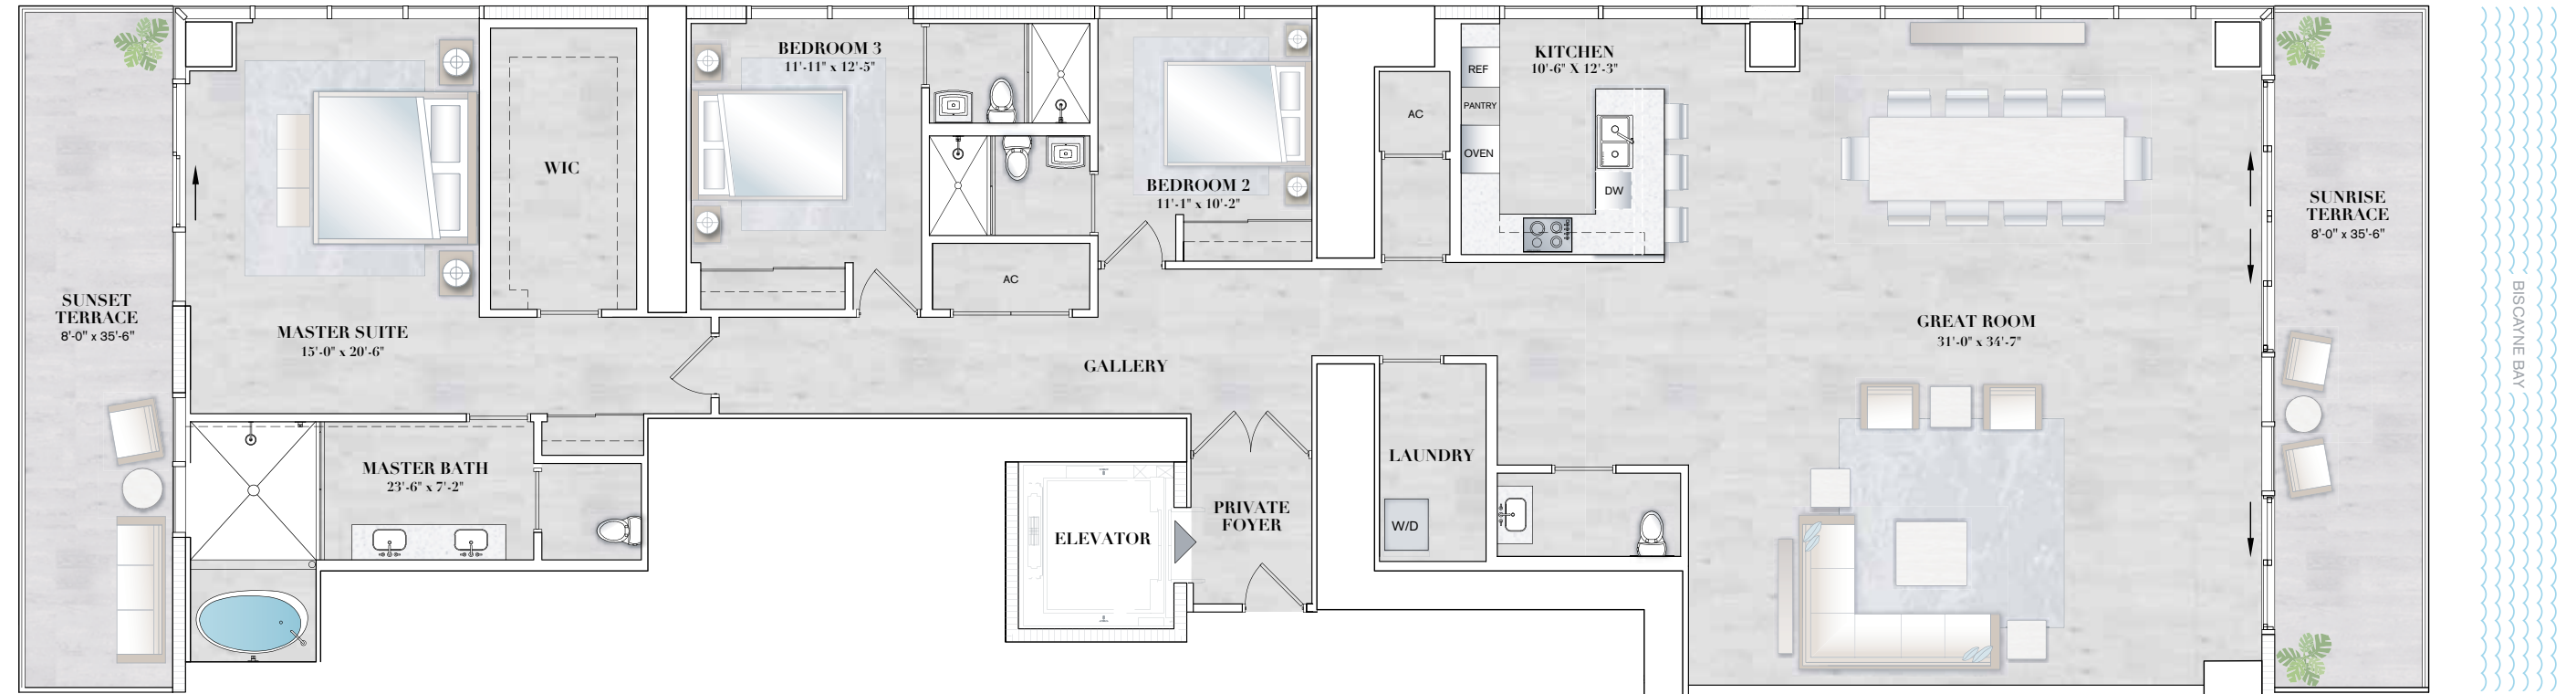 SUNSET
TERRACE
8'-0" x 35'-6"
MASTER SUITE
15'-0" x 20'-6"
WIC
MASTER BATH
23'-6" x 7'-2"
BEDROOM 3
11'-11" x 12'-5"
AC
BEDROOM 2
11'-1" x 10'-2"
GALLERY
ELEVATOR
PRIVATE
FOYER
AC
KITCHEN
10'-6" X 12'-3"
REF
PANTRY
OVEN
DW
LAUNDRY
W/D
GREAT ROOM
31'-0" x 34'-7"
SUNRISE
TERRACE
8'-0" x 35'-6"
BISCAYNE BAY